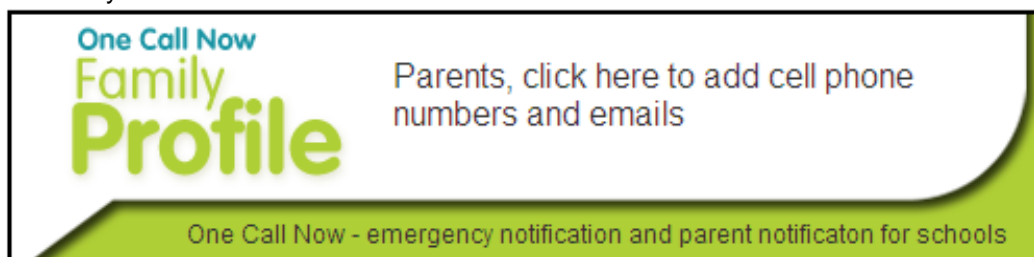 One Call Now
Family
Profile
Parents, click here to add cell phone
numbers and emails
One Call Now - emergency notification and parent notificaton for schools